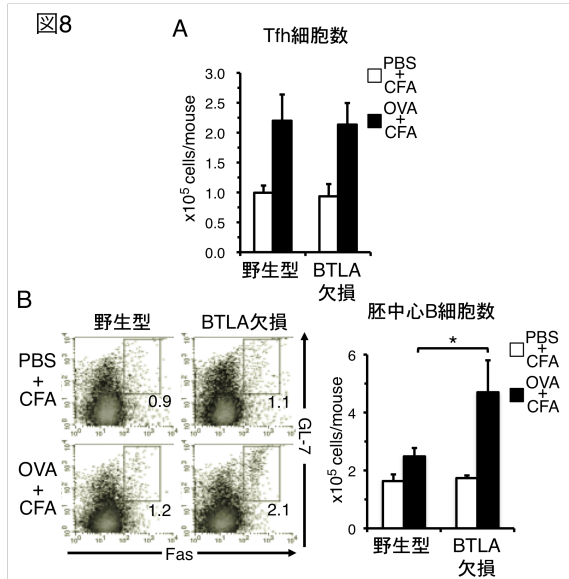 図8
A
Tfh細胞数
PBS
+
CFA
OVA
+
CFA
x10⁵ cells/mouse
3.0
2.5
2.0
1.5
1.0
0.5
0.0
野生型
BTLA
欠損
B
野生型
BTLA欠損
PBS
+
CFA
0.9
1.1
OVA
+
CFA
1.2
2.1
GL-7
Fas
胚中心B細胞数
PBS
+
CFA
OVA
+
CFA
*
x10⁵ cells/mouse
6
4
2
0
野生型
BTLA
欠損